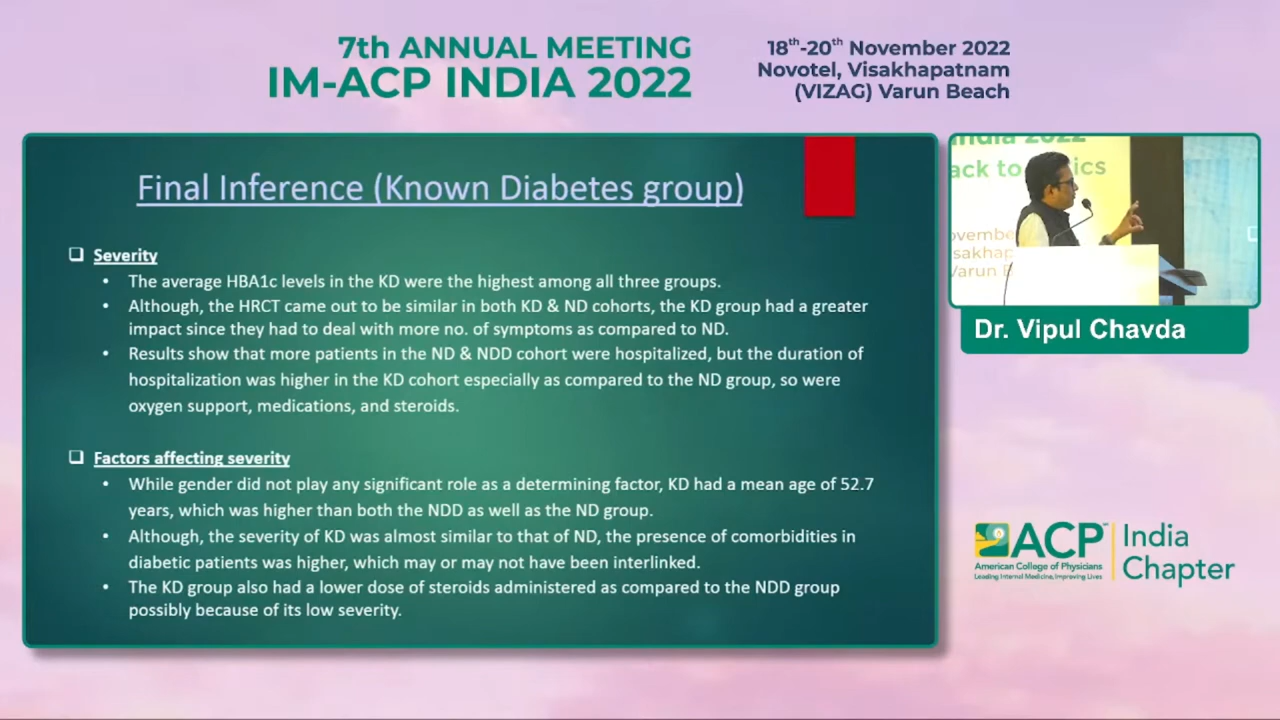 7th ANNUAL MEETING
IM-ACP INDIA 2022
18th-20th November 2022
Novotel, Visakhapatnam
(VIZAG) Varun Beach
Final Inference (Known Diabetes group)
Severity
• The average HBA1c levels in the KD were the highest among all three groups.
• Although, the HRCT came out to be similar in both KD & ND cohorts, the KD group had a greater
impact since they had to deal with more no. of symptoms as compared to ND.
• Results show that more patients in the ND & NDD cohort were hospitalized, but the duration of
hospitalization was higher in the KD cohort especially as compared to the ND group, so were
oxygen support, medications, and steroids.
Factors affecting severity
• While gender did not play any significant role as a determining factor, KD had a mean age of 52.7
years, which was higher than both the NDD as well as the ND group.
• Although, the severity of KD was almost similar to that of ND, the presence of comorbidities in
diabetic patients was higher, which may or may not have been interlinked.
• The KD group also had a lower dose of steroids administered as compared to the NDD group
possibly because of its low severity.
India 2022
ack to ics
ovembe
sakhap
Varun B
Dr. Vipul Chavda
ACP™
American College of Physicians
Leading Internal Medicine, Improving Lives
India
Chapter